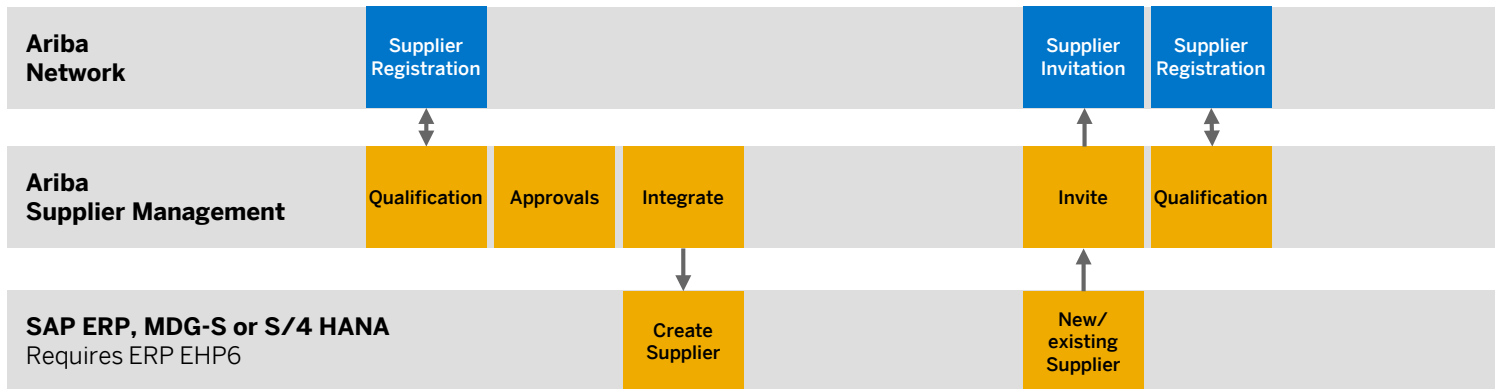 Ariba
Network
Supplier
Registration
Supplier
Invitation
Supplier
Registration
Ariba
Supplier Management
Qualification
Approvals
Integrate
Invite
Qualification
SAP ERP, MDG-S or S/4 HANA
Requires ERP EHP6
Create
Supplier
New/
existing
Supplier